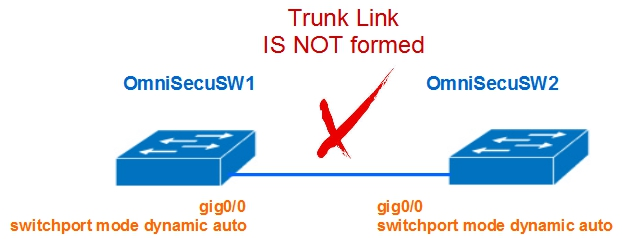 Trunk Link
IS NOT formed
OmniSecuSW1
OmniSecuSW2
gig0/0
switchport mode dynamic auto
gig0/0
switchport mode dynamic auto